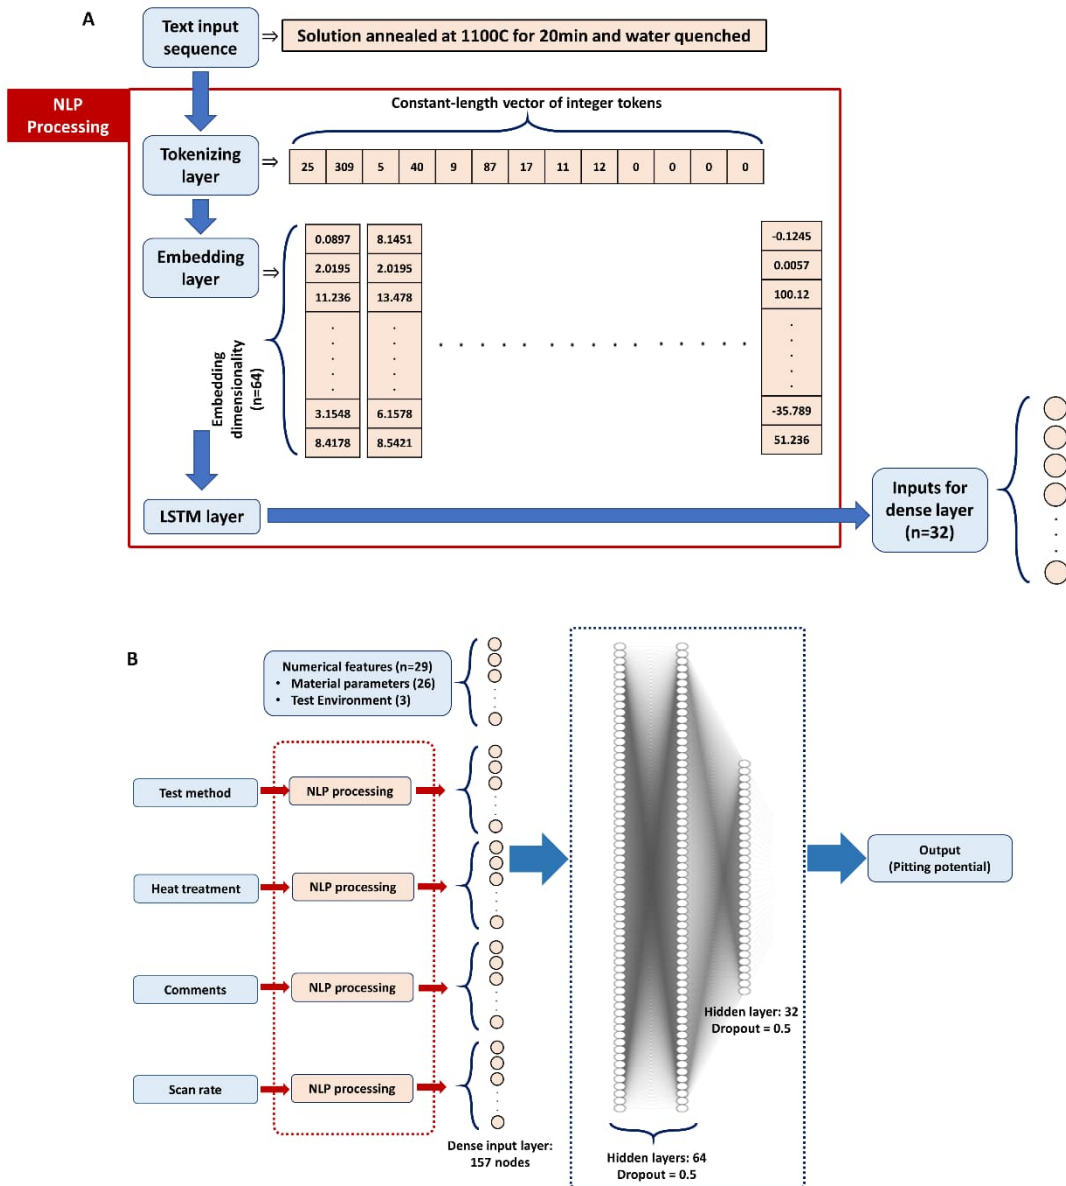 A
Text input
sequence
⇒
Solution annealed at 1100C for 20min and water quenched
NLP
Processing
Constant-length vector of integer tokens
Tokenizing
layer
⇒
25 309 5 40 9 87 17 11 12 0 0 0 0
Embedding
layer
⇒
Embedding
dimensionality
(n=64)
0.0897 8.1451 -0.1245
2.0195 2.0195 0.0057
11.236 13.478 100.12
3.1548 6.1578 -35.789
8.4178 8.5421 51.236
LSTM layer
Inputs for
dense layer
(n=32)
B
Numerical features (n=29)
• Material parameters (26)
• Test Environment (3)
Test method
NLP processing
Heat treatment
NLP processing
Comments
NLP processing
Scan rate
NLP processing
Dense input layer:
157 nodes
Hidden layers: 64
Dropout = 0.5
Hidden layer: 32
Dropout = 0.5
Output
(Pitting potential)